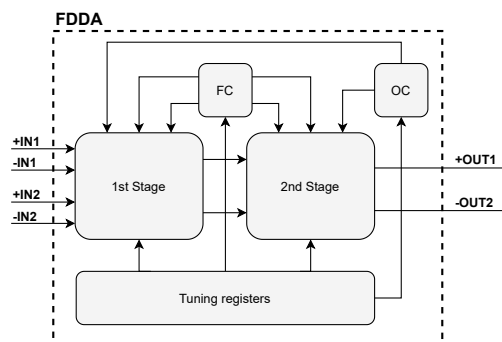 FDDA
FC
OC
+IN1
-IN1
+IN2
-IN2
1st Stage
2nd Stage
+OUT1
-OUT2
Tuning registers